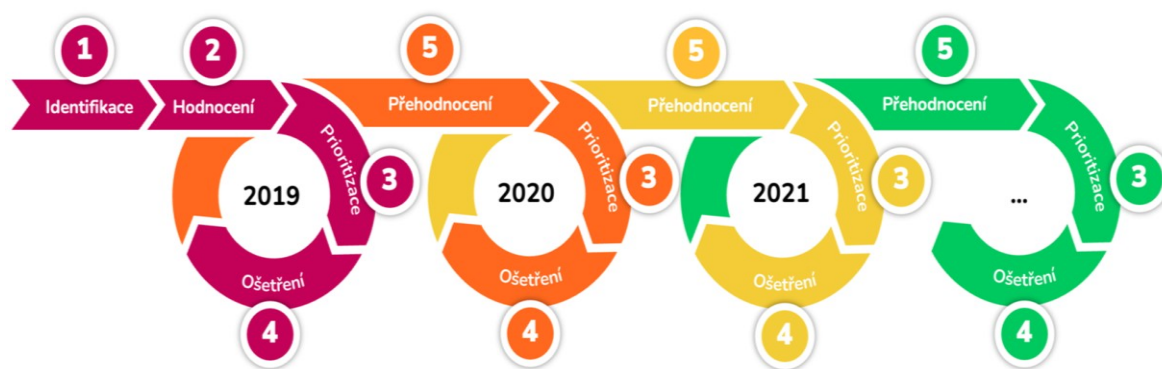 1
Identifikace
2
Hodnocení
Prioritizace
3
2019
Ošetření
4
5
Přehodnocení
Prioritizace
3
2020
Ošetření
4
5
Přehodnocení
Prioritizace
3
2021
Ošetření
4
5
Přehodnocení
Prioritizace
3
...
Ošetření
4